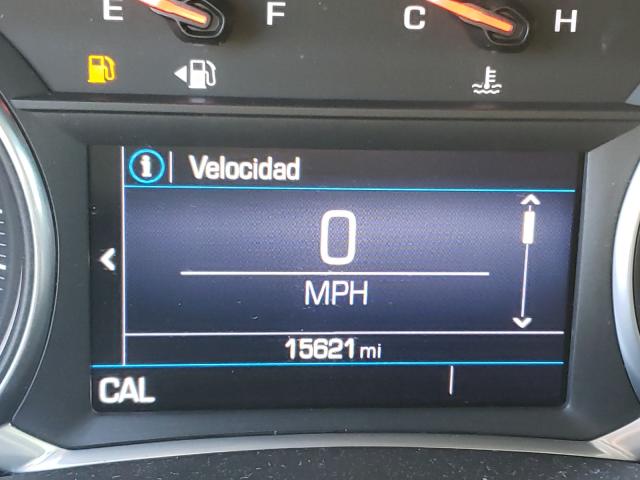 E F C H
Velocidad
0
MPH
15621 mi
CAL